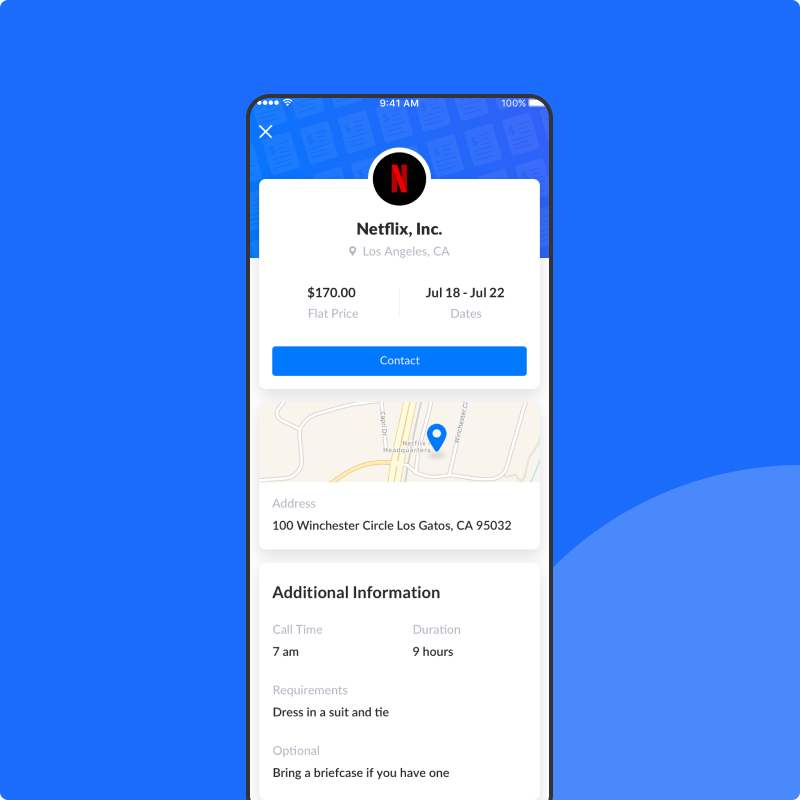 9:41 AM 100%
N
Netflix, Inc.
Los Angeles, CA
$170.00 Jul 18 - Jul 22
Flat Price Dates
Contact
Capri Dr
Winchester Ci
Netflix
Headquarters
Address
100 Winchester Circle Los Gatos, CA 95032
Additional Information
Call Time Duration
7 am 9 hours
Requirements
Dress in a suit and tie
Optional
Bring a briefcase if you have one